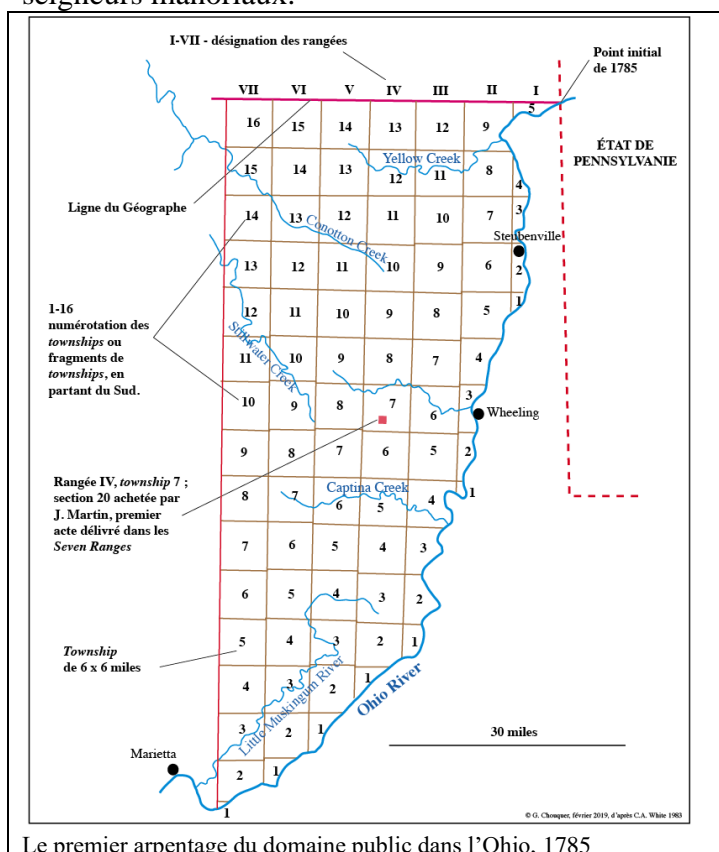 seigneurs manoriaux.
I-VII - désignation des rangées
Point initial
de 1785
VII VI V IV III II I
5
16 15 14 13 12 9
ÉTAT DE
PENNSYLVANIE
Yellow Creek
15 14 13 12 11 8 4
Ligne du Géographe
14 13 12 11 10 7 3
Conotton Creek
Steubenville
13 12 11 10 9 6 2
1-16
numérotation des
townships ou
fragments de
townships, en
partant du Sud.
12 11 10 9 8 5 1
Stillwater Creek
11 10 9 8 7 4
10 9 8 7 6 3
Wheeling
9 8 7 6 5 2
Rangée IV, township 7 ;
section 20 achetée par
J. Martin, premier
acte délivré dans les
Seven Ranges
Captina Creek
8 7 6 5 4 1
7 6 5 4 3
6 5 4 3 2
Township
de 6 x 6 miles
5 4 3 2 1
4 3 2 1
Ohio River
Little Muskingum River
30 miles
3 2 1
Marietta
2 1
1
© G. Chouquer, février 2019, d'après C.A. White 1983
Le premier arpentage du domaine public dans l'Ohio, 1785